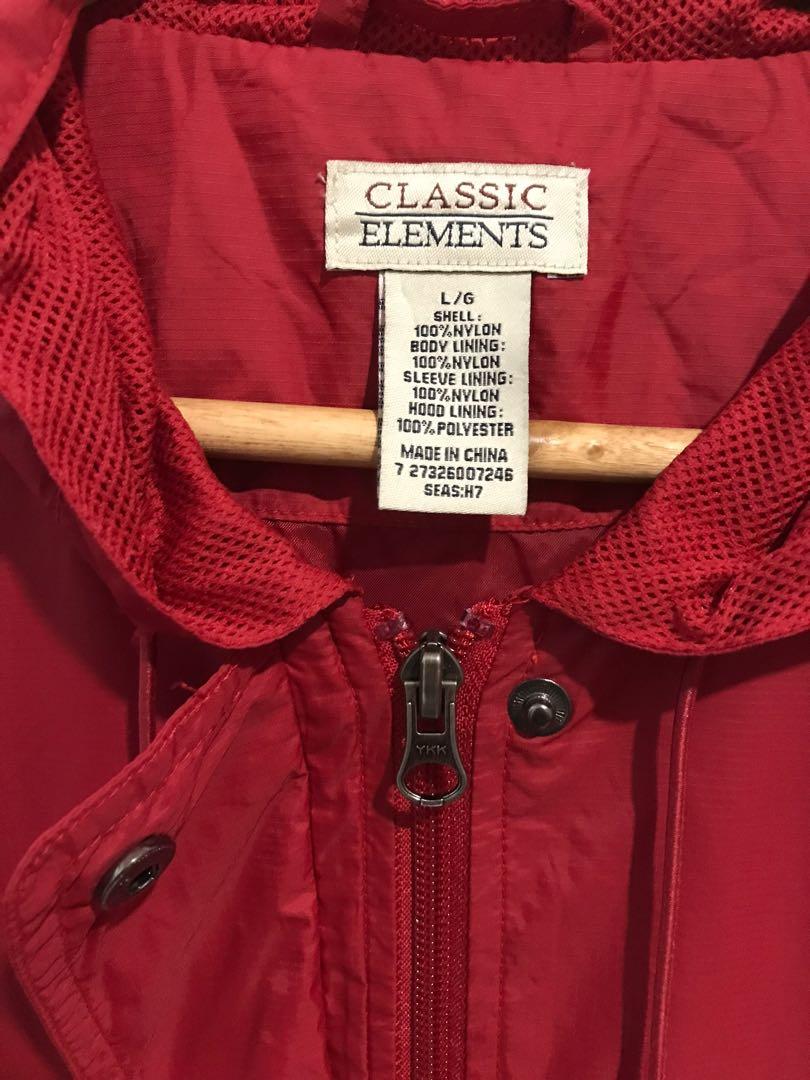 CLASSIC
ELEMENTS
L/G
SHELL:
100%NYLON
BODY LINING:
100%NYLON
SLEEVE LINING:
100%NYLON
HOOD LINING:
100%POLYESTER
MADE IN CHINA
7 27326007246
SEAS:H7
YKK